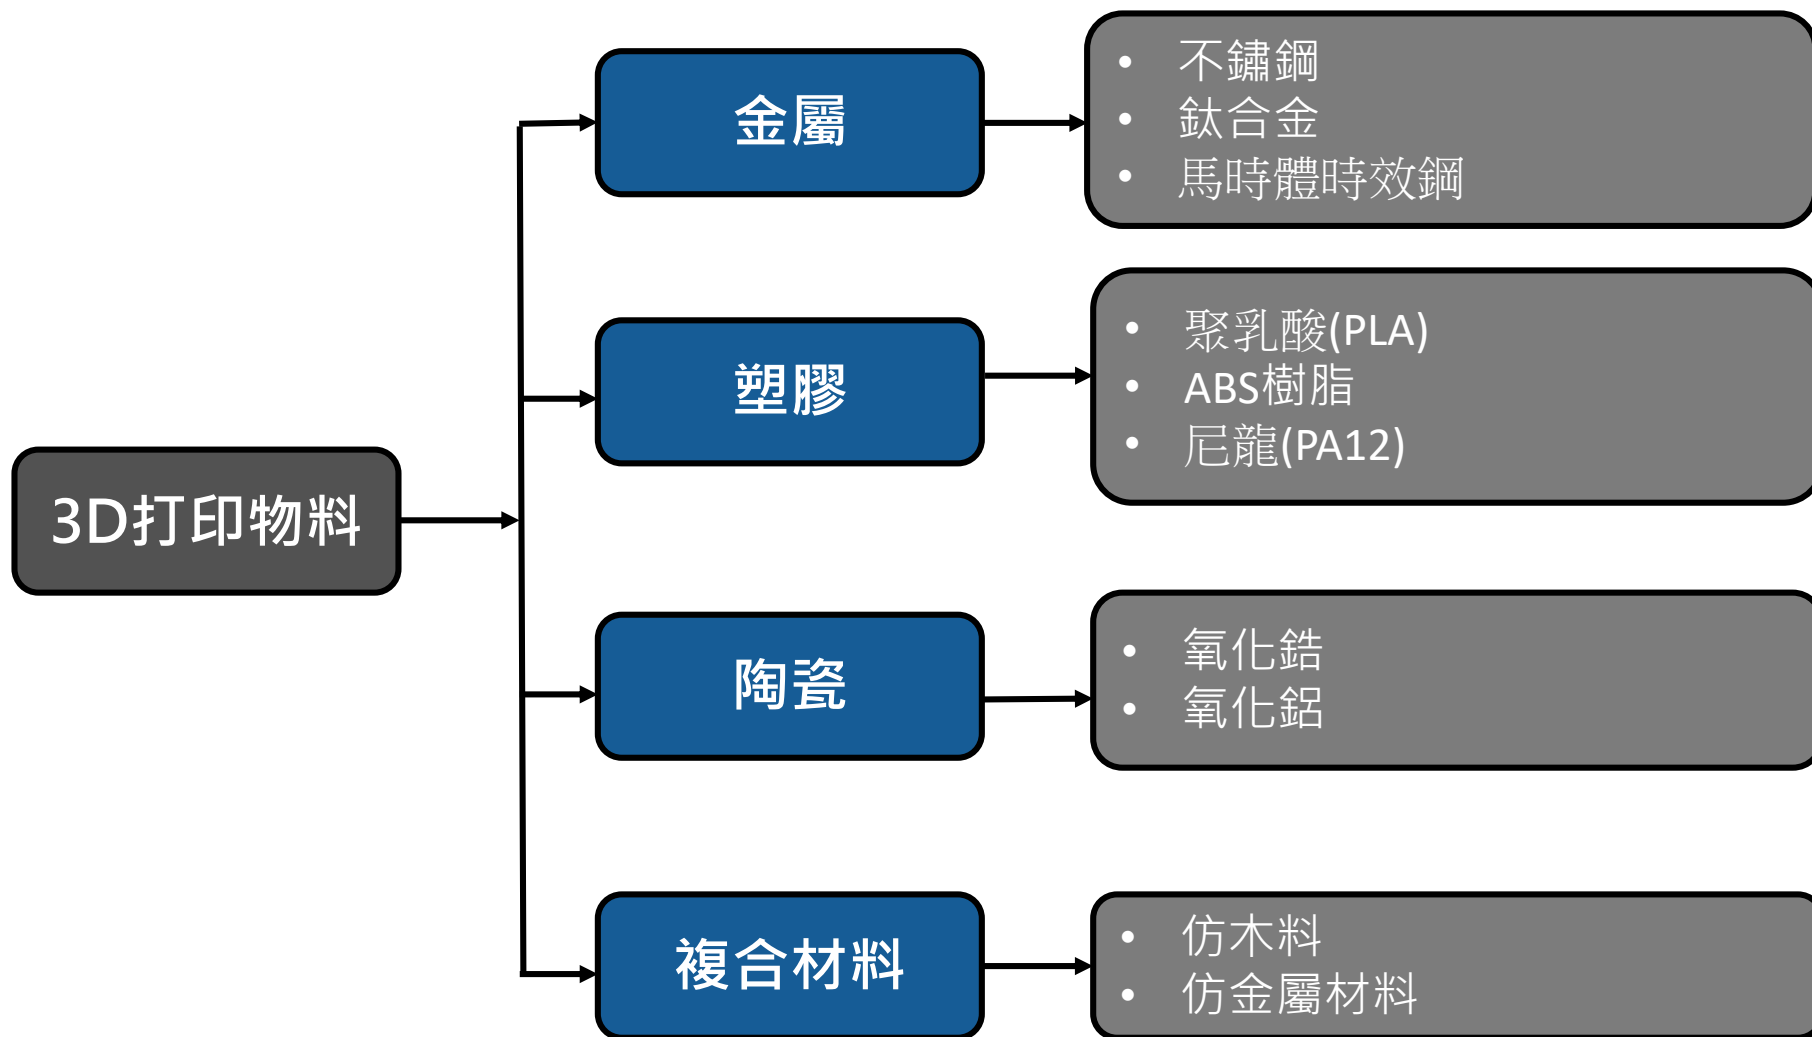 3D打印物料
金屬
• 不鏽鋼
• 鈦合金
• 馬時體時效鋼
塑膠
• 聚乳酸(PLA)
• ABS樹脂
• 尼龍(PA12)
陶瓷
• 氧化鋯
• 氧化鋁
複合材料
• 仿木料
• 仿金屬材料